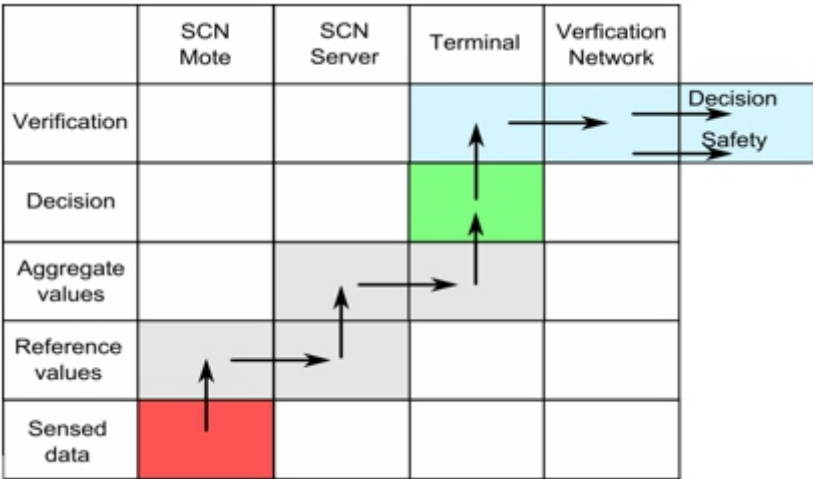 SCN
Mote
SCN
Server
Terminal
Verfication
Network
Verification
Decision
Safety
Decision
Aggregate
values
Reference
values
Sensed
data